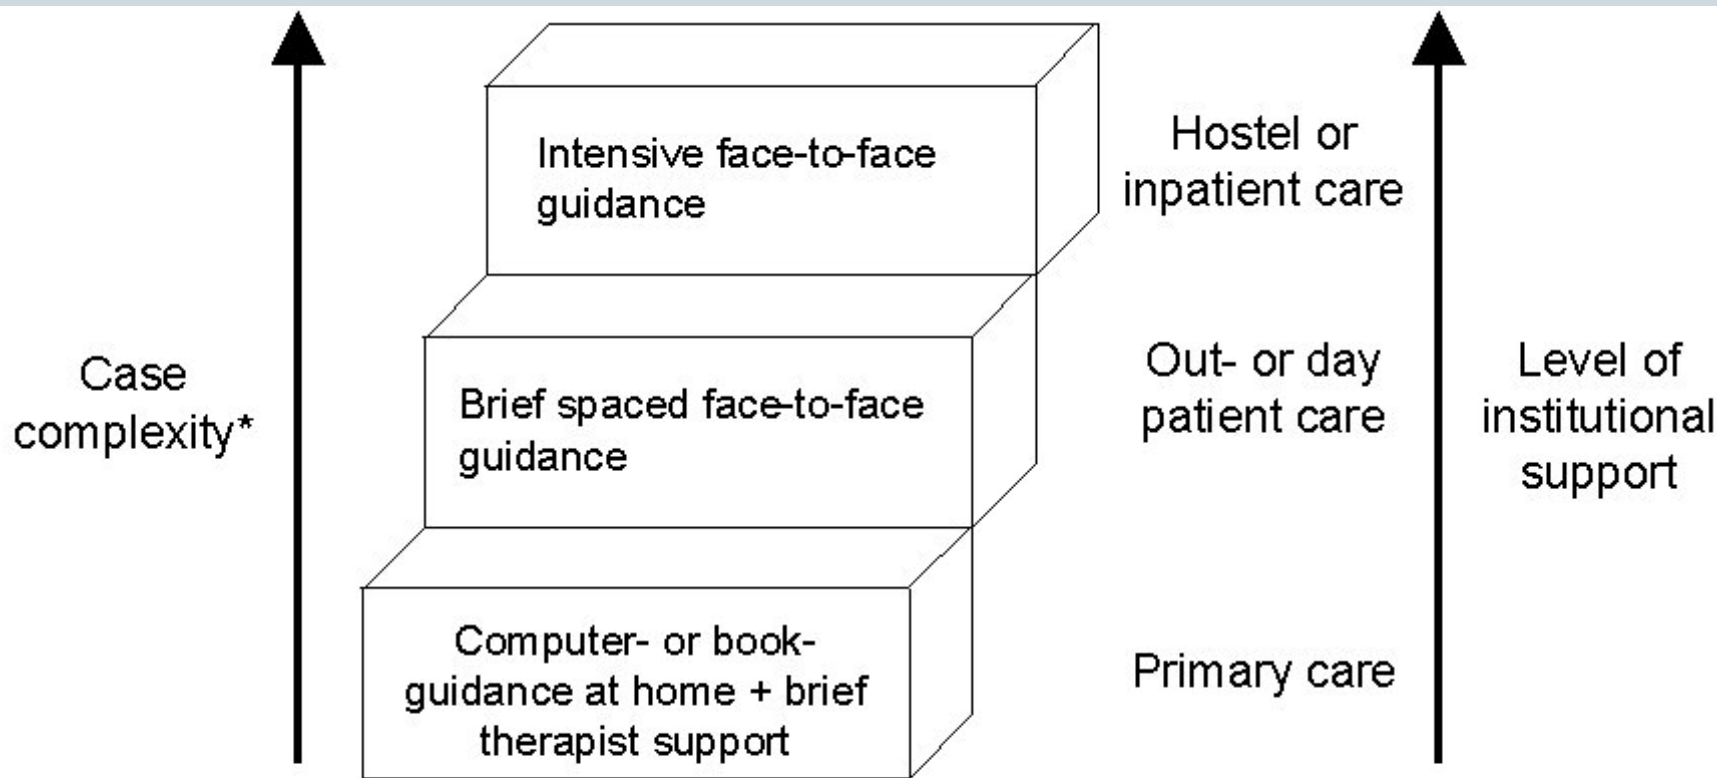 Intensive face-to-face
guidance
Hostel or
inpatient care
Case
complexity*
Brief spaced face-to-face
guidance
Out- or day
patient care
Level of
institutional
support
Computer- or book-
guidance at home + brief
therapist support
Primary care